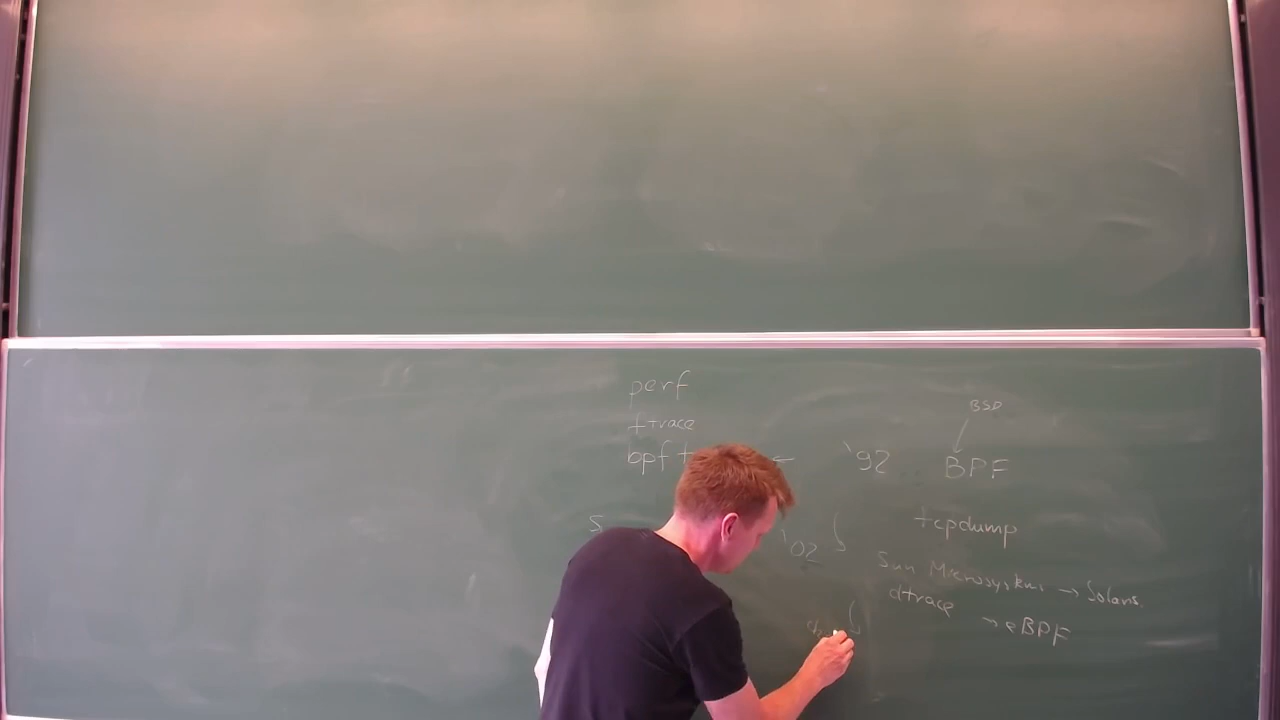 perf
ftrace
bpf t
←
'92
BSD
BPF
tcpdump
S
'02
Sun Microsystems → Solaris
dtrace
→ eBPF